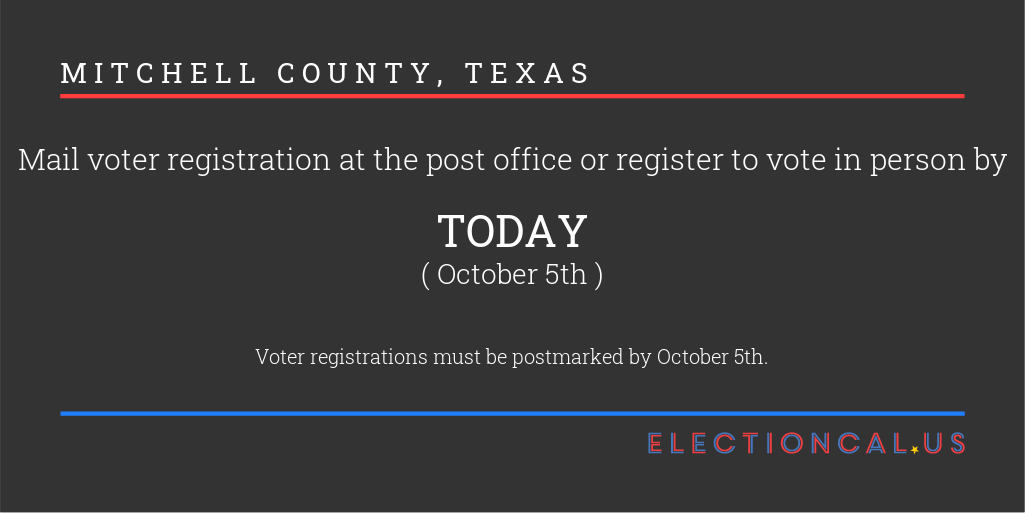 MITCHELL COUNTY, TEXAS
Mail voter registration at the post office or register to vote in person by
TODAY
( October 5th )
Voter registrations must be postmarked by October 5th.
ELECTIONCAL.US